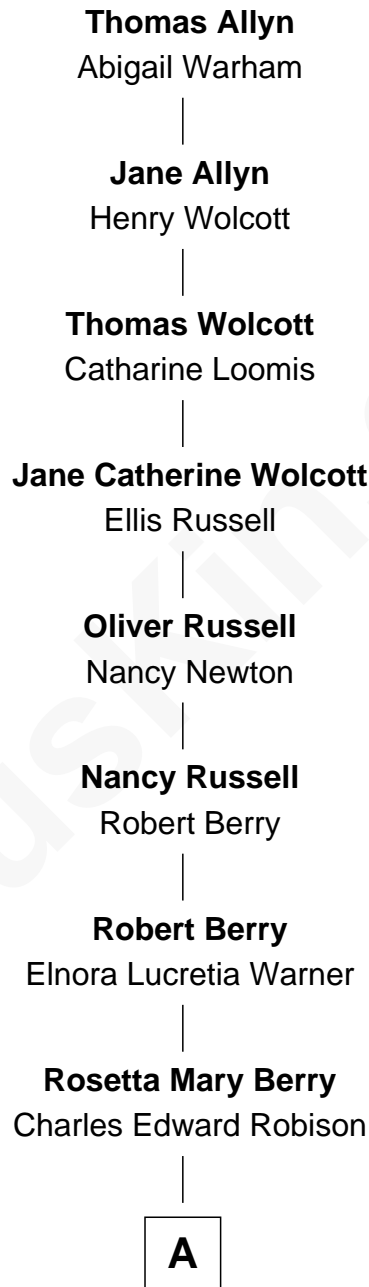 Thomas Allyn
Abigail Warham
Jane Allyn
Henry Wolcott
Thomas Wolcott
Catharine Loomis
Jane Catherine Wolcott
Ellis Russell
Oliver Russell
Nancy Newton
Nancy Russell
Robert Berry
Robert Berry
Elnora Lucretia Warner
Rosetta Mary Berry
Charles Edward Robison
A